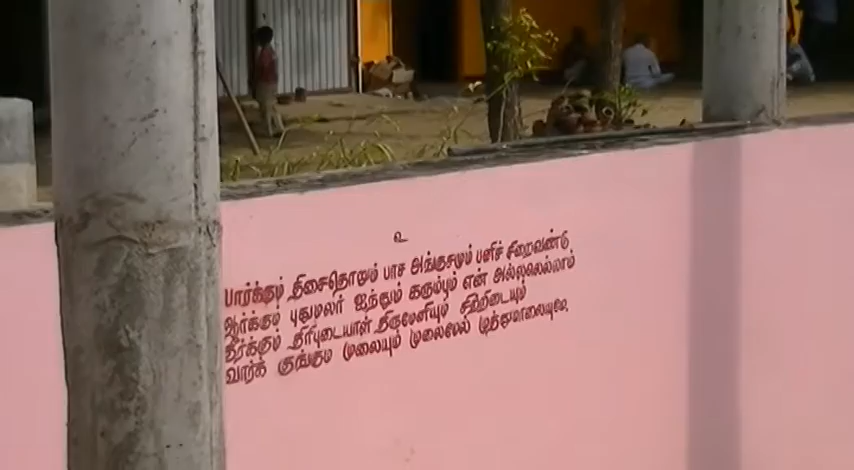 உ
பார்க்கும் திசைதொறும் பாச அங்குசமும் பனிச் சிறைவண்டு
ஆர்க்கும் புதுமலர் ஐந்தும் கரும்பும் என் அல்லலெல்லாம்
தீர்க்கும் திரிபுரையாள் திருமேனியும் சிற்றிடையும்
வார்க் குங்கும முலையும் முலைமேல் முத்துமாலையுமே